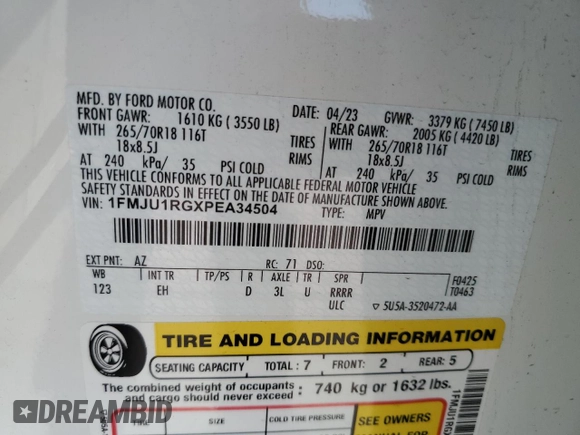 MFD. BY FORD MOTOR CO.
DATE: 04/23 GVWR: 3379 KG ( 7450 LB)
FRONT GAWR: 1610 KG ( 3550 LB) REAR GAWR: 2005 KG ( 4420 LB)
WITH 265/70R18 116T TIRES WITH 265/70R18 116T TIRES
18x8.5J RIMS 18x8.5J RIMS
AT 240 kPa/ 35 PSI COLD AT 240 kPa/ 35 PSI COLD
THIS VEHICLE CONFORMS TO ALL APPLICABLE FEDERAL MOTOR VEHICLE
SAFETY STANDARDS IN EFFECT ON THE DATE OF MANUFACTURE SHOWN ABOVE.
VIN: 1FMJU1RGXPEA34504 TYPE: MPV
EXT PNT: AZ RC: 71 DSO:
WB INT TR TP/PS R AXLE TR SPR F0425
123 EH D 3L U RRRR T0463
ULC 5U5A-3520472-AA
TIRE AND LOADING INFORMATION
SEATING CAPACITY TOTAL : 7 FRONT: 2 REAR: 5
The combined weight of occupants
and cargo should never exceed: 740 kg or 1632 lbs.
TIRE SIZE COLD TIRE PRESSURE SEE OWNERS
MANUAL FOR
DREAMBID